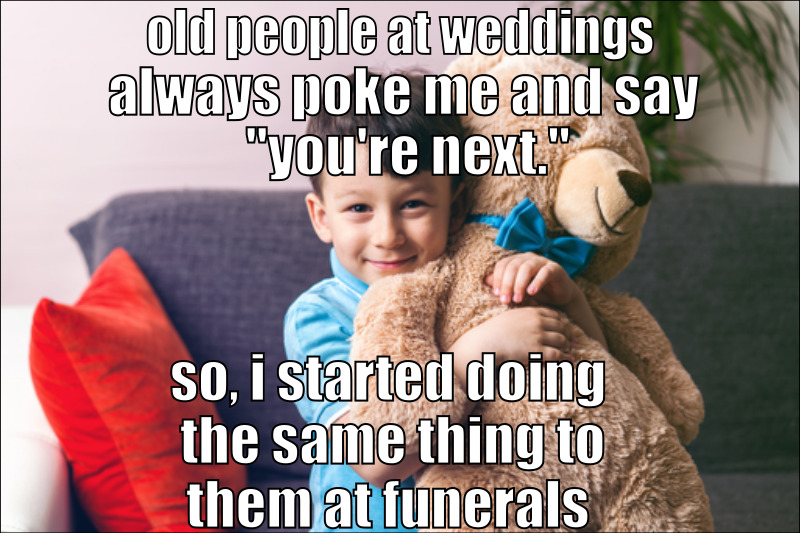 old people at weddings
always poke me and say
"you're next."
so, i started doing
the same thing to
them at funerals